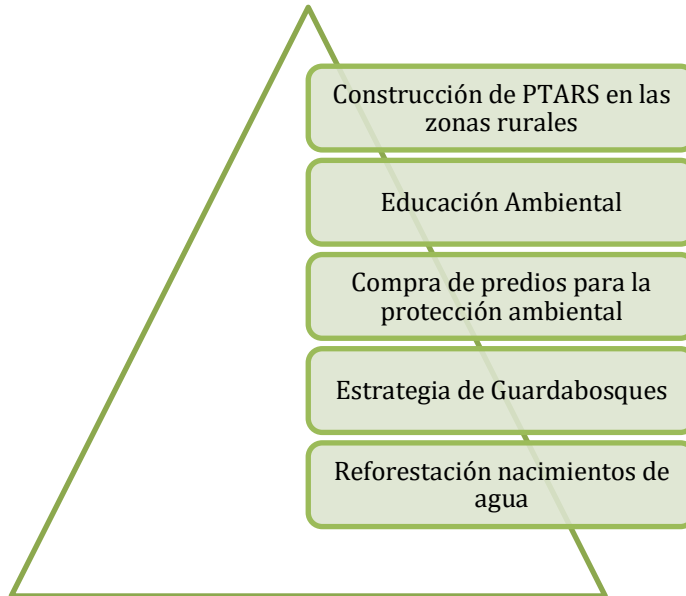 Construcción de PTARS en las
zonas rurales
Educación Ambiental
Compra de predios para la
protección ambiental
Estrategia de Guardabosques
Reforestación nacimientos de
agua